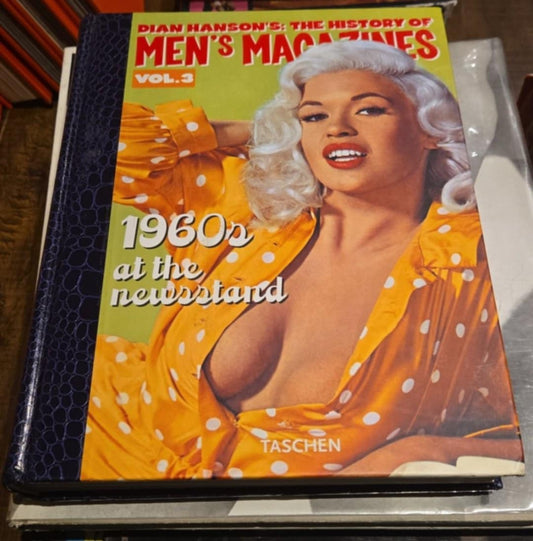 DIAN HANSON'S: THE HISTORY OF
MEN'S MAGAZINES
VOL.3
1960s
at the
newsstand
TASCHEN